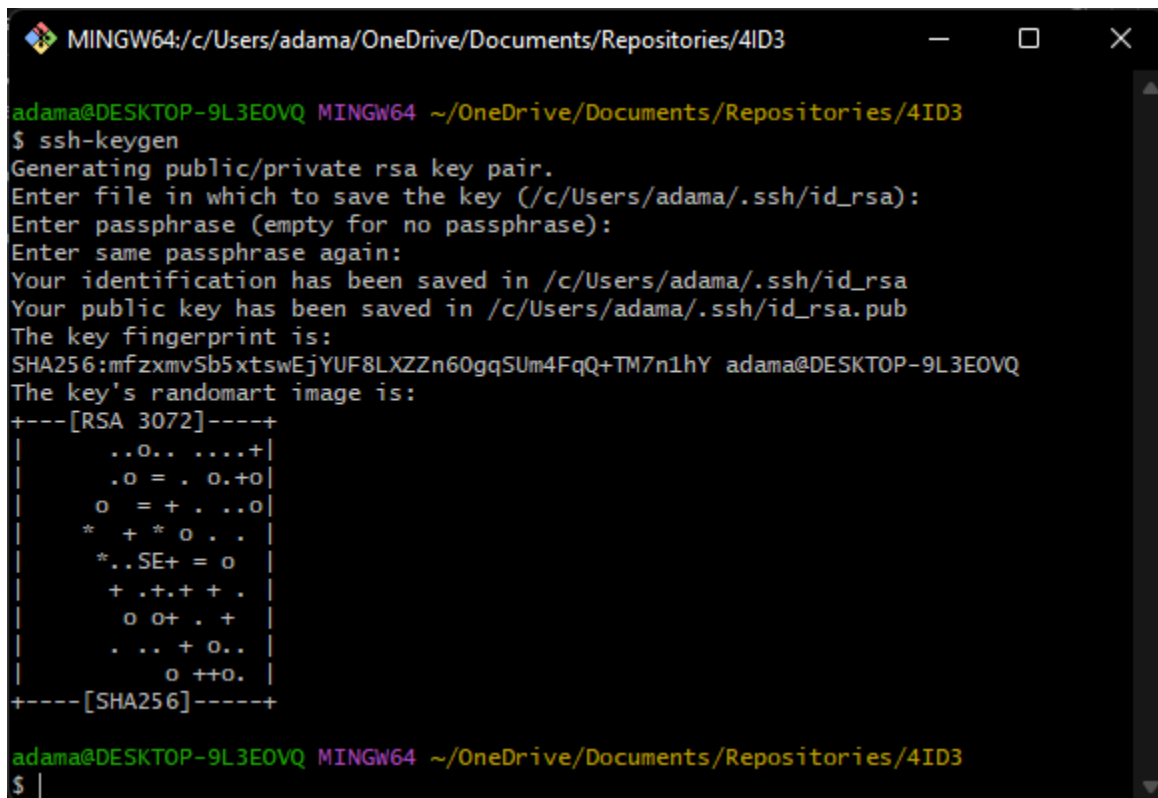 MINGW64:/c/Users/adama/OneDrive/Documents/Repositories/4ID3
adama@DESKTOP-9L3EOVQ MINGW64 ~/OneDrive/Documents/Repositories/4ID3
$ ssh-keygen
Generating public/private rsa key pair.
Enter file in which to save the key (/c/Users/adama/.ssh/id_rsa):
Enter passphrase (empty for no passphrase):
Enter same passphrase again:
Your identification has been saved in /c/Users/adama/.ssh/id_rsa
Your public key has been saved in /c/Users/adama/.ssh/id_rsa.pub
The key fingerprint is:
SHA256:mfzxmvSb5xtswEjYUF8LXZZn6OgqSUm4FqQ+TM7n1hY adama@DESKTOP-9L3EOVQ
The key's randomart image is:
+---[RSA 3072]----+
|      ..o.. ....+|
|      .o = . o.+o|
|     o  = + . ..o|
|    *  + * o . . |
|     *..SE+ = o  |
|      + .+.+ + . |
|       o o+ . +  |
|      . .. + o.. |
|          o ++o. |
+----[SHA256]-----+
adama@DESKTOP-9L3EOVQ MINGW64 ~/OneDrive/Documents/Repositories/4ID3
$